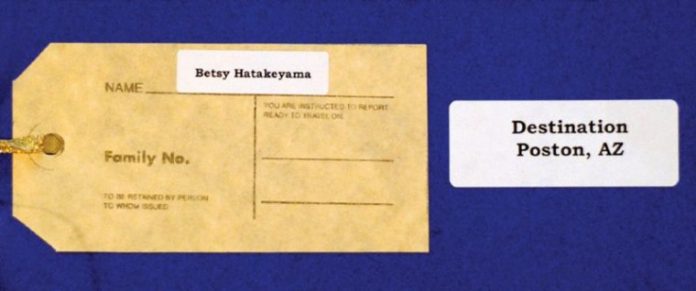 Betsy Hatakeyama
NAME
YOU ARE INSTRUCTED TO REPORT
READY TO TRAVEL ON:
Family No.
TO BE RETAINED BY PERSON
TO WHOM ISSUED.
Destination
Poston, AZ